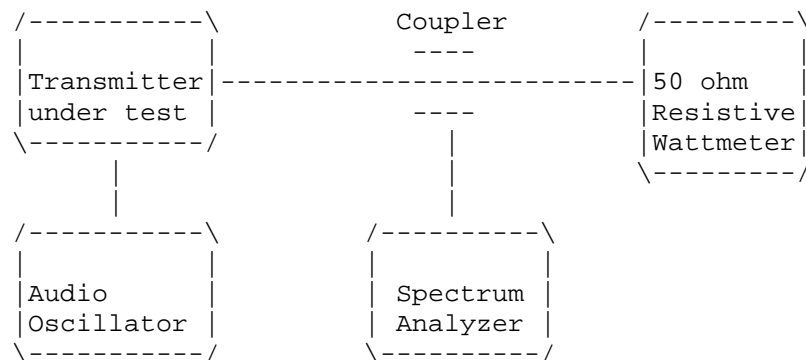 Coupler
Transmitter
under test
50 ohm
Resistive
Wattmeter
Audio
Oscillator
Spectrum
Analyzer